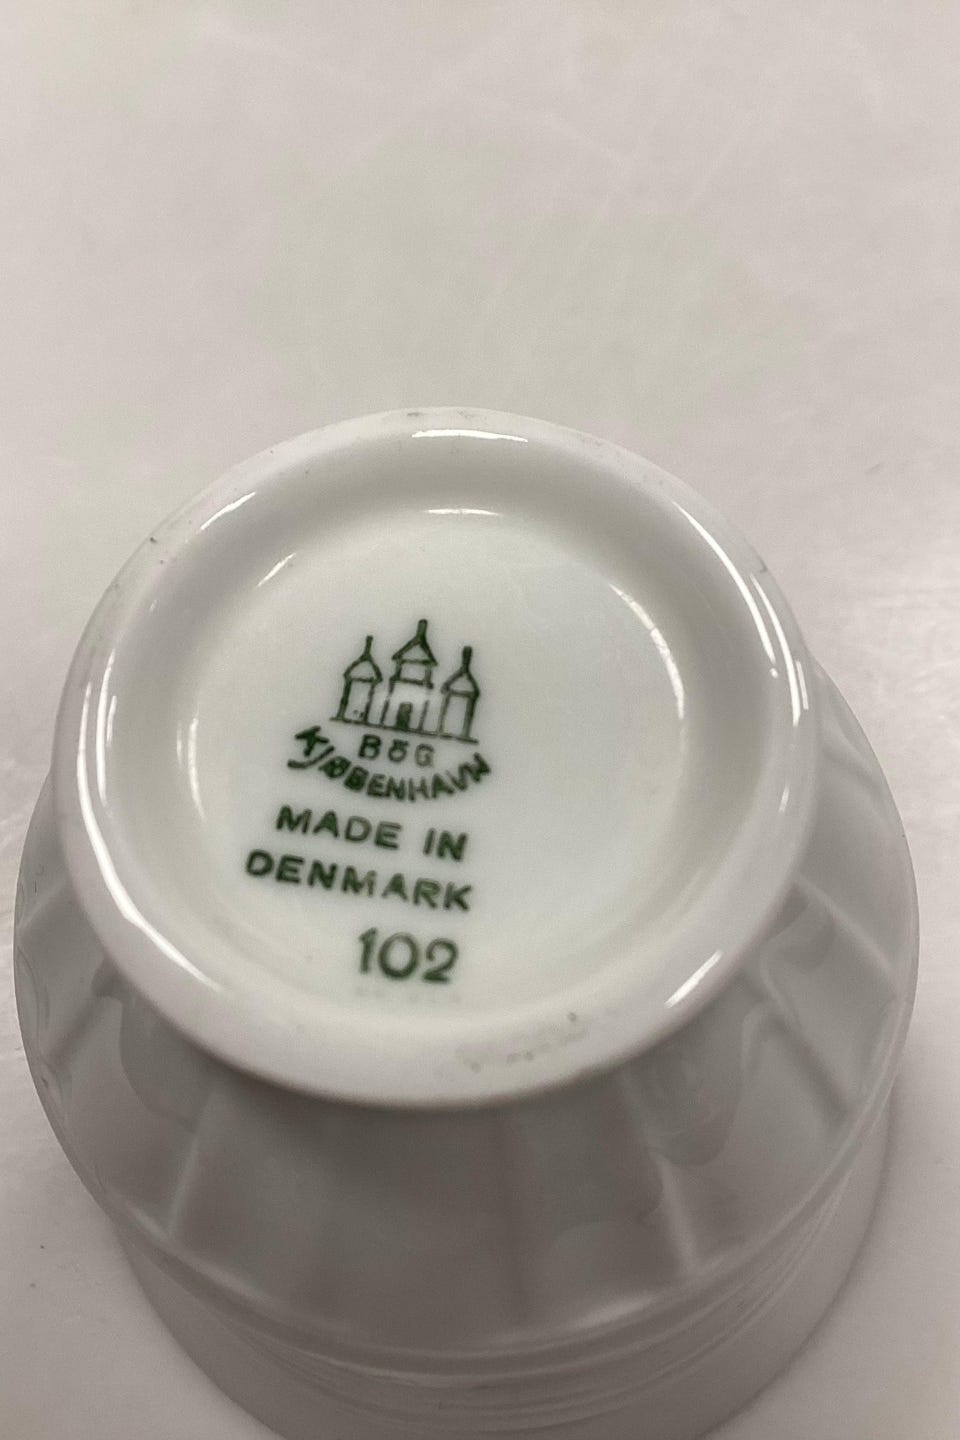 B&G
KJØBENHAVN
MADE IN
DENMARK
102